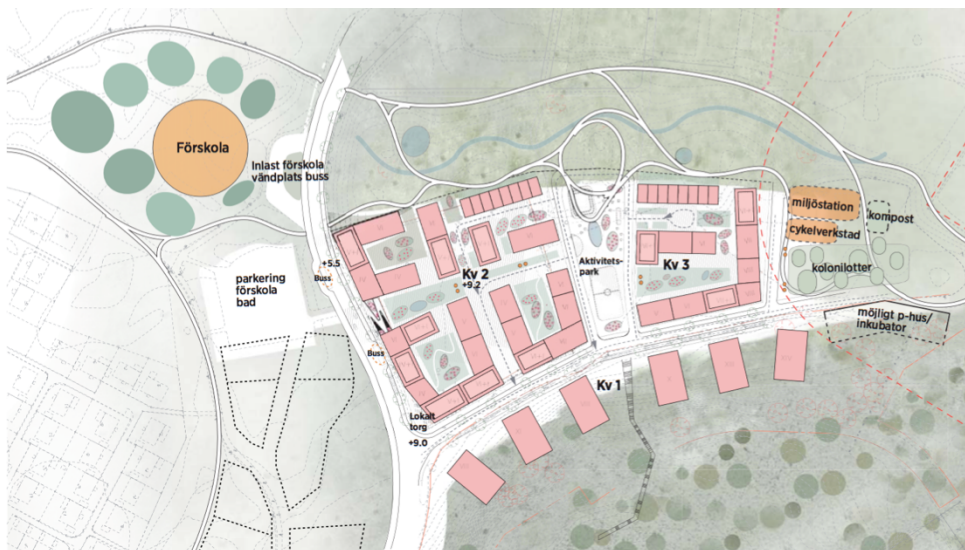 Förskola
Inlast förskola
vändplats buss
miljöstation
kompost
cykelverkstad
kolonilotter
+5.5
Buss
parkering
förskola
bad
Kv 2
+9.2
Aktivitets-
park
Kv 3
möjligt p-hus/
inkubator
Buss
Kv 1
Lokalt
torg
+9.0